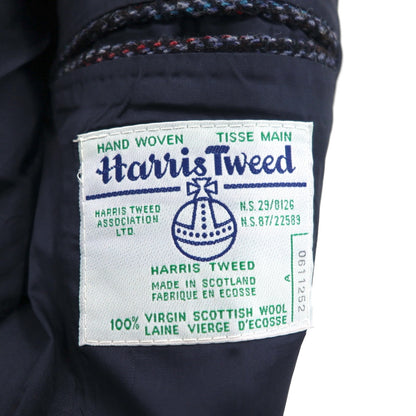 HAND WOVEN TISSE MAIN
Harris Tweed
HARRIS TWEED
ASSOCIATION
LTD.
N.S. 29/8126
N.S. 87/22589
HARRIS TWEED
MADE IN SCOTLAND
FABRIQUE EN ECOSSE
100% VIRGIN SCOTTISH WOOL
LAINE VIERGE D'ECOSSE
A
0611252